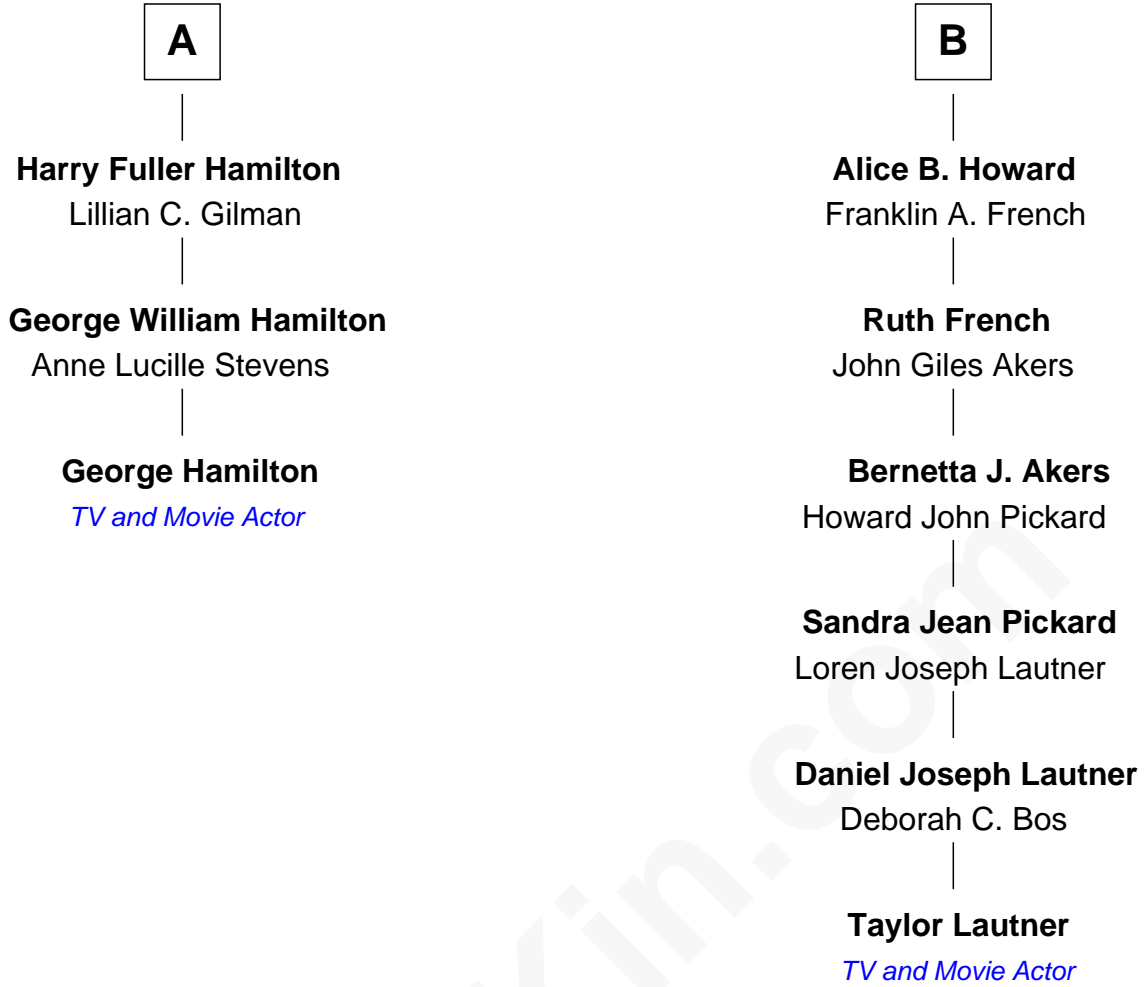 A
Harry Fuller Hamilton
Lillian C. Gilman
George William Hamilton
Anne Lucille Stevens
George Hamilton
TV and Movie Actor
B
Alice B. Howard
Franklin A. French
Ruth French
John Giles Akers
Bernetta J. Akers
Howard John Pickard
Sandra Jean Pickard
Loren Joseph Lautner
Daniel Joseph Lautner
Deborah C. Bos
Taylor Lautner
TV and Movie Actor
Kin.com